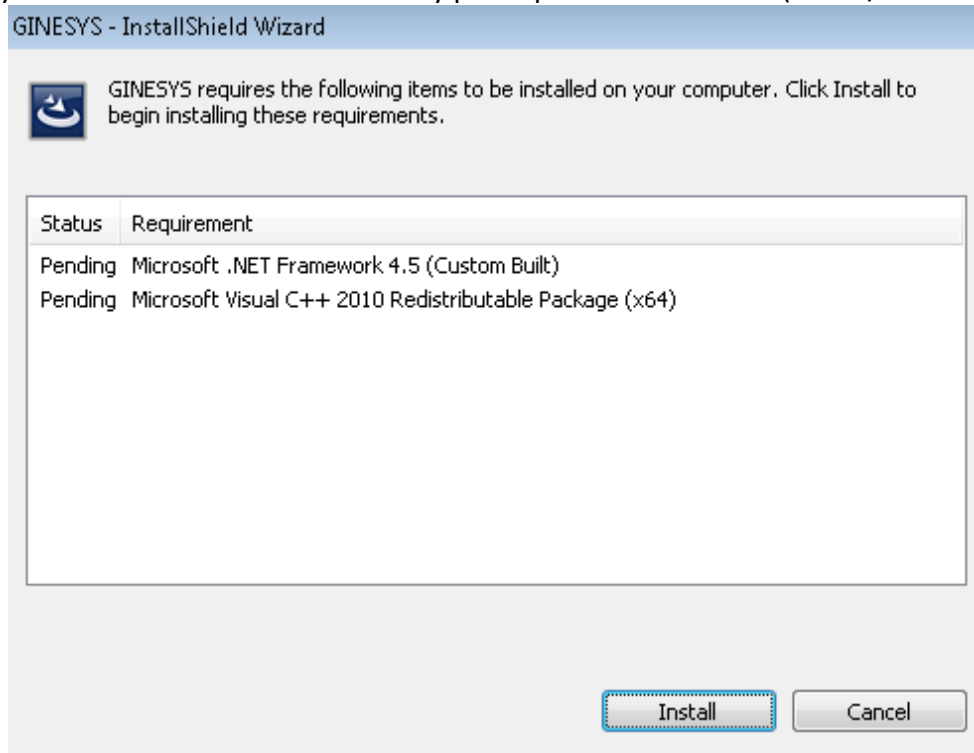 GINESYS - InstallShield Wizard
GINESYS requires the following items to be installed on your computer. Click Install to
begin installing these requirements.
Status Requirement
Pending Microsoft .NET Framework 4.5 (Custom Built)
Pending Microsoft Visual C++ 2010 Redistributable Package (x64)
Install Cancel